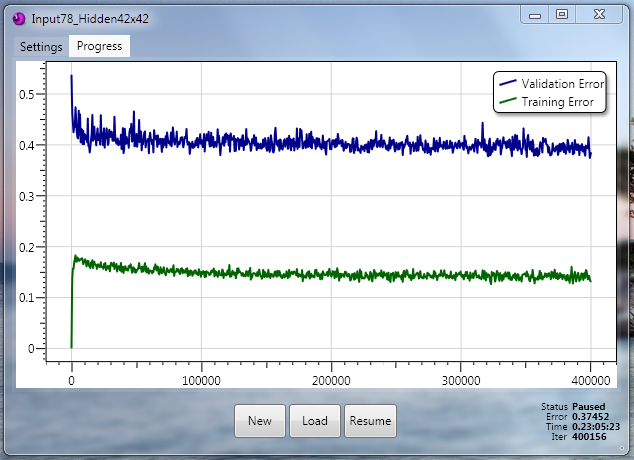 Input78_Hidden42x42
Settings Progress
Validation Error
Training Error
0.5
0.4
0.3
0.2
0.1
0
0 100000 200000 300000 400000
New Load Resume
Status Paused
Error 0.37452
Time 0.23:05:23
Iter 400156